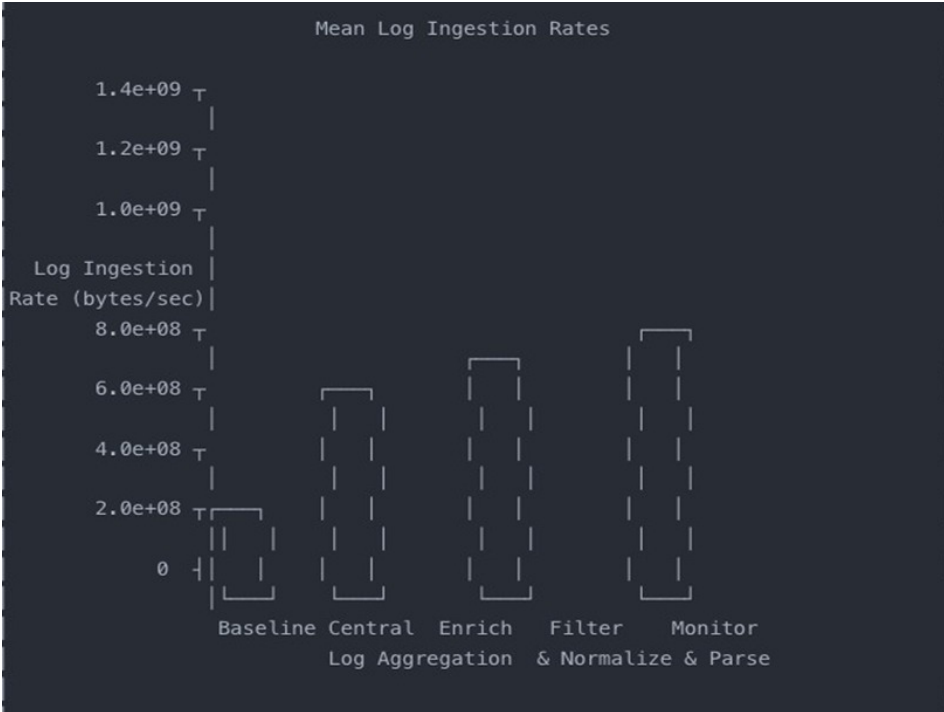 Mean Log Ingestion Rates
1.4e+09
1.2e+09
1.0e+09
Log Ingestion
Rate (bytes/sec)
8.0e+08
6.0e+08
4.0e+08
2.0e+08
0
Baseline Central Enrich Filter Monitor
Log Aggregation & Normalize & Parse